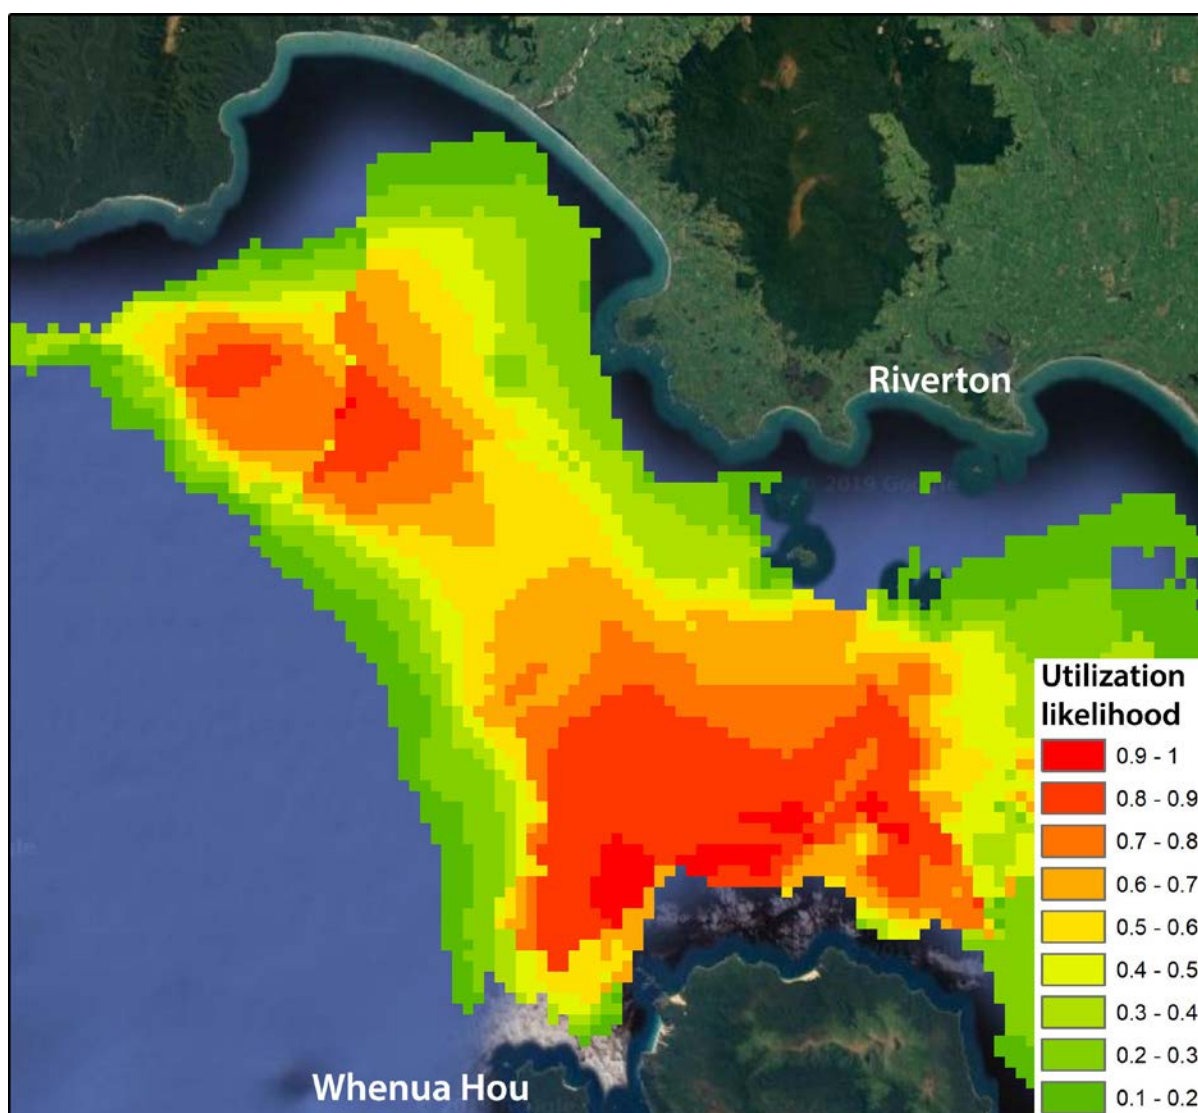 Riverton
© 2019 Google
Utilization
likelihood
0.9 - 1
0.8 - 0.9
0.7 - 0.8
0.6 - 0.7
0.5 - 0.6
0.4 - 0.5
0.3 - 0.4
0.2 - 0.3
0.1 - 0.2
Whenua Hou